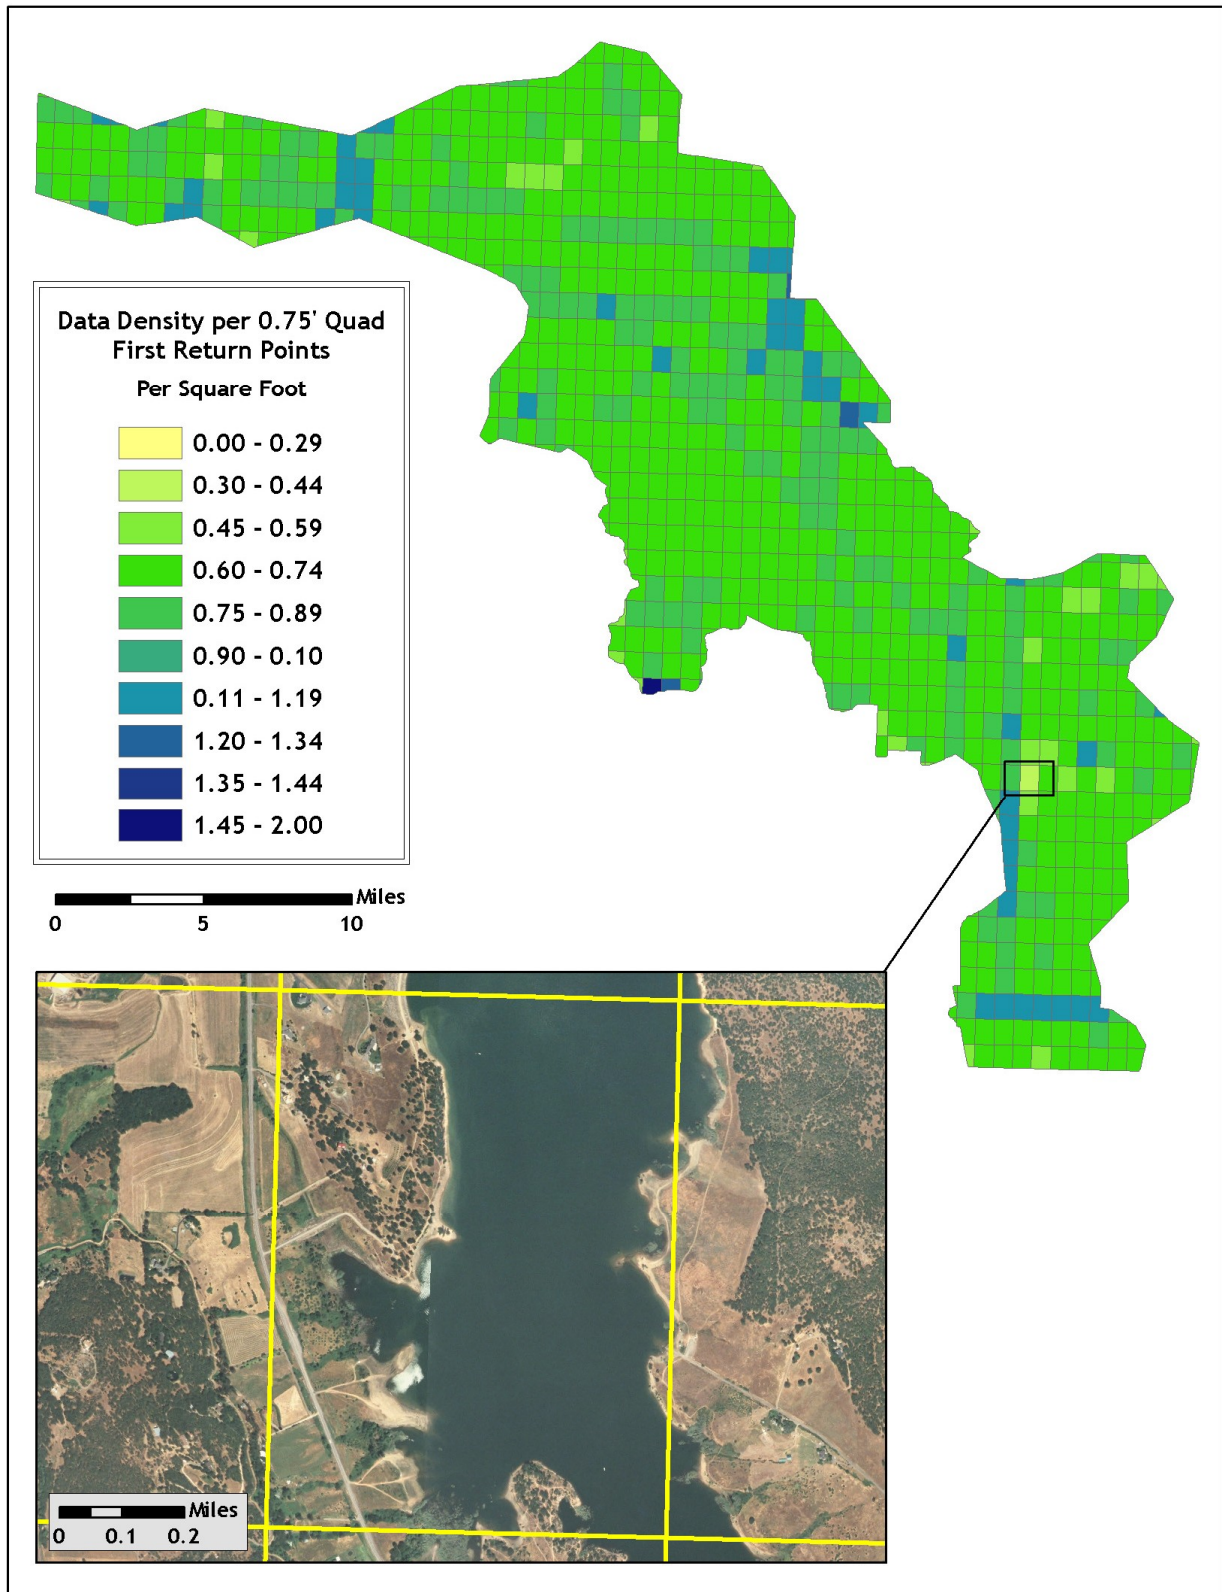 Data Density per 0.75' Quad
First Return Points
Per Square Foot
0.00 - 0.29
0.30 - 0.44
0.45 - 0.59
0.60 - 0.74
0.75 - 0.89
0.90 - 0.10
0.11 - 1.19
1.20 - 1.34
1.35 - 1.44
1.45 - 2.00
Miles
0 5 10
Miles
0 0.1 0.2